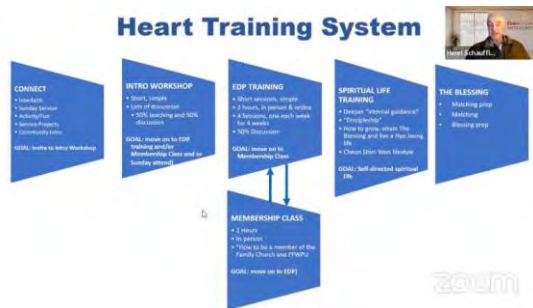 Heart Training System
CONNECT
• Interfaith
• Sunday Service
• Activity/Fun
• Service Projects
• Community Intro
GOAL: Invite to Intro Workshop
INTRO WORKSHOP
• Short, simple
• Lots of discussion
• 50% teaching and 50%
discussion
GOAL: move on to EDP
training and/or
Membership Class and or
Sunday attend)
EDP TRAINING
• Short sessions, simple
• 2 hours, in person & online
• 4 Sessions, one each week
for 4 weeks
• 50% Discussion
GOAL: move on to
Membership Class
SPIRITUAL LIFE
TRAINING
• Deeper "internal guidance"
• "Discipleship"
• How to grow, attain The
Blessing and live a Hyo Jeong
life
• Cheon Shim Won lifestyle
GOAL: Self-directed spiritual
life
THE BLESSING
• Matching prep
• Matching
• Blessing prep
MEMBERSHIP CLASS
• 2 Hours
• In-person
• "How to be a member of the
Family Church and FFWPU
GOAL: move on to EDP)
zoom